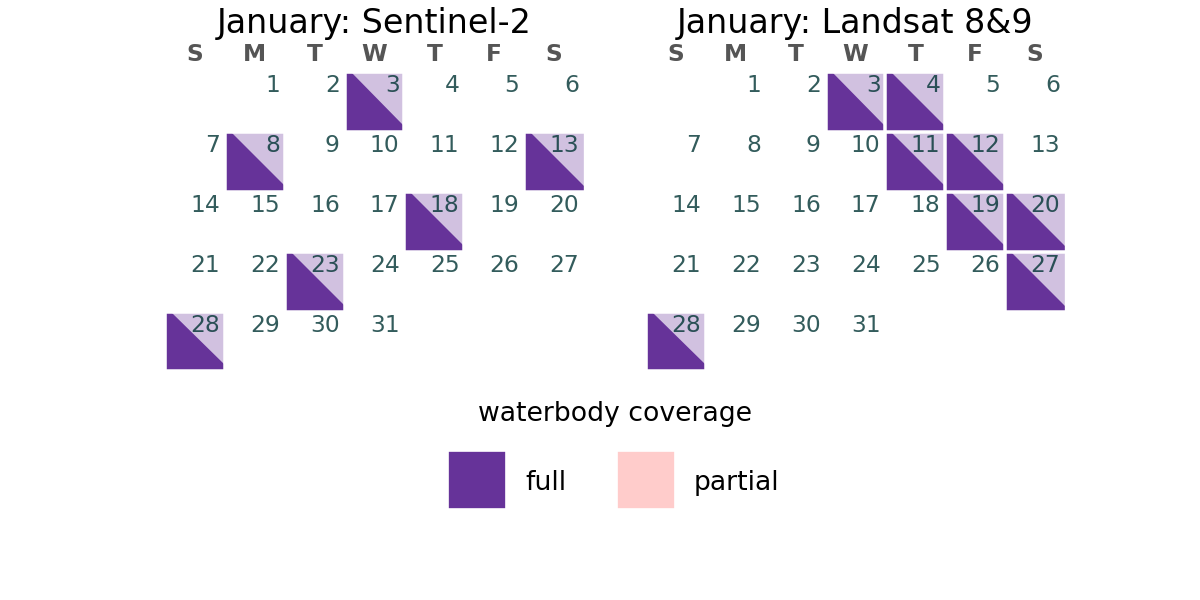 January: Sentinel-2
S M T W T F S
1 2 3 4 5 6
7 8 9 10 11 12 13
14 15 16 17 18 19 20
21 22 23 24 25 26 27
28 29 30 31
January: Landsat 8&9
S M T W T F S
1 2 3 4 5 6
7 8 9 10 11 12 13
14 15 16 17 18 19 20
21 22 23 24 25 26 27
28 29 30 31
waterbody coverage
full partial